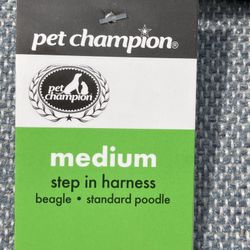 pet champion®
pet
champion
medium
step in harness
beagle • standard poodle